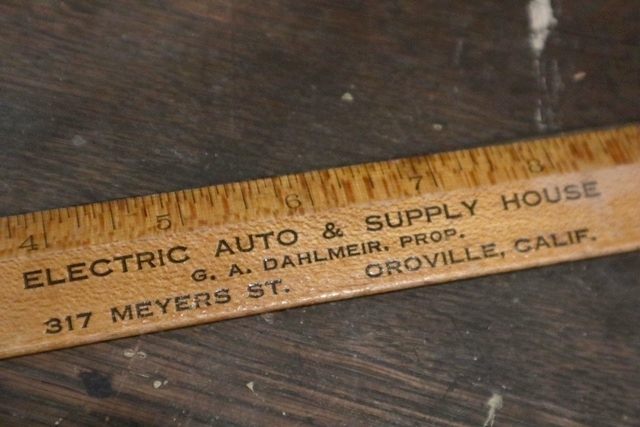 4 5 6 7 8
ELECTRIC AUTO & SUPPLY HOUSE
G. A. DAHLMEIR, PROP.
317 MEYERS ST. OROVILLE, CALIF.